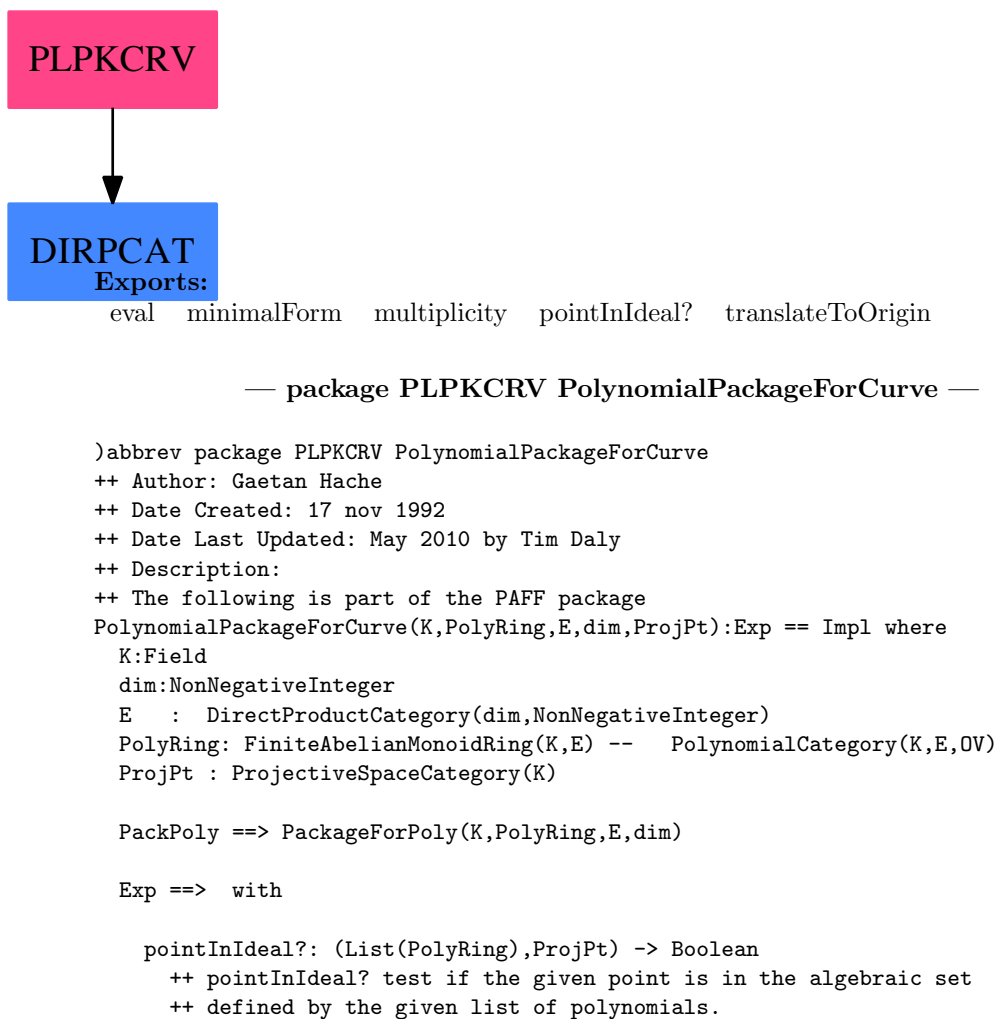 PLPKCRV
DIRPCAT
Exports:
eval minimalForm multiplicity pointInIdeal? translateToOrigin
— package PLPKCRV PolynomialPackageForCurve —
)abbrev package PLPKCRV PolynomialPackageForCurve
++ Author: Gaetan Hache
++ Date Created: 17 nov 1992
++ Date Last Updated: May 2010 by Tim Daly
++ Description:
++ The following is part of the PAFF package
PolynomialPackageForCurve(K,PolyRing,E,dim,ProjPt):Exp == Impl where
  K:Field
  dim:NonNegativeInteger
  E   :  DirectProductCategory(dim,NonNegativeInteger)
  PolyRing: FiniteAbelianMonoidRing(K,E) --   PolynomialCategory(K,E,OV)
  ProjPt : ProjectiveSpaceCategory(K)
  PackPoly ==> PackageForPoly(K,PolyRing,E,dim)
  Exp ==>  with
    pointInIdeal?: (List(PolyRing),ProjPt) -> Boolean
      ++ pointInIdeal? test if the given point is in the algebraic set
      ++ defined by the given list of polynomials.